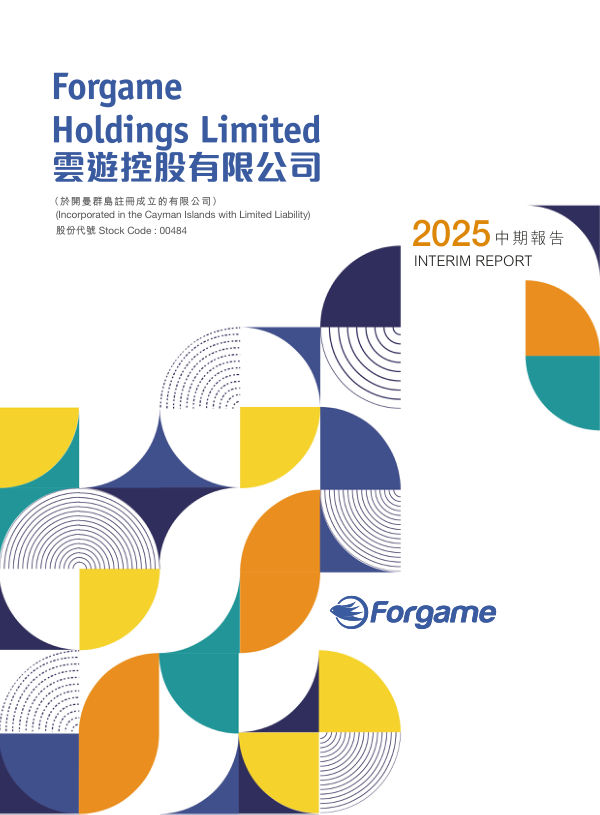 Forgame
Holdings Limited
雲遊控股有限公司
（於開曼群島註冊成立的有限公司）
(Incorporated in the Cayman Islands with Limited Liability)
股份代號 Stock Code : 00484
2025 中期報告
INTERIM REPORT
Forgame